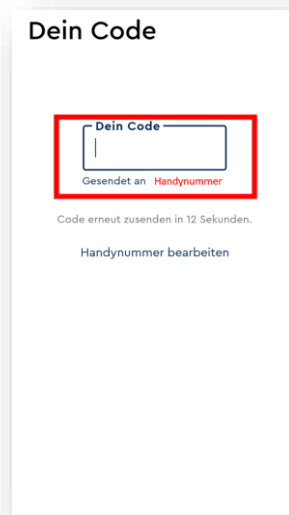 Dein Code
Dein Code
Gesendet an Handynummer
Code erneut zusenden in 12 Sekunden.
Handynummer bearbeiten